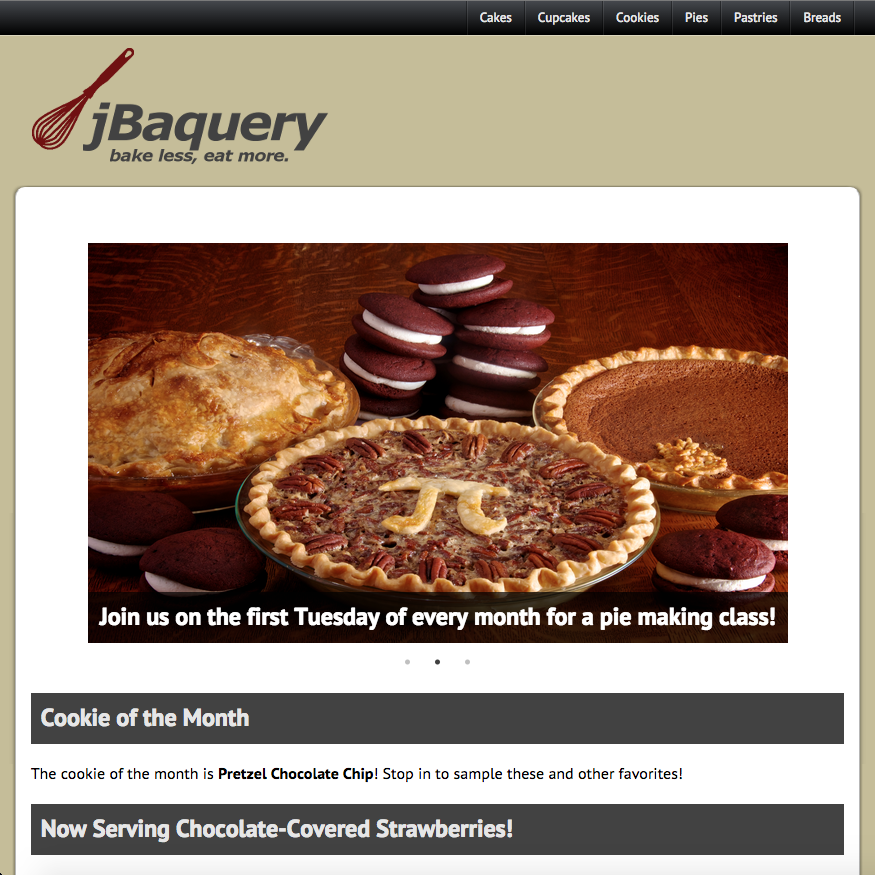 Cakes Cupcakes Cookies Pies Pastries Breads
jBaquery
bake less, eat more.
π
Join us on the first Tuesday of every month for a pie making class!
Cookie of the Month
The cookie of the month is Pretzel Chocolate Chip! Stop in to sample these and other favorites!
Now Serving Chocolate-Covered Strawberries!